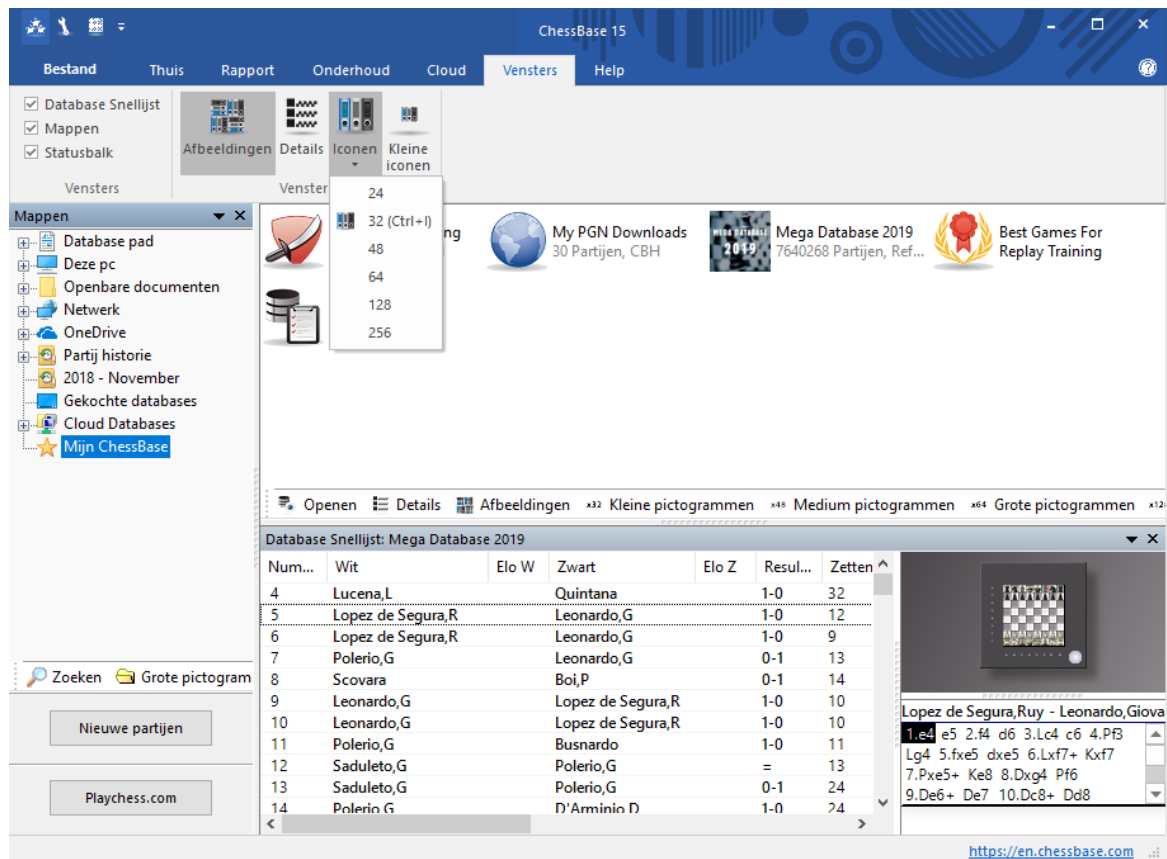 ChessBase 15
Bestand Thuis Rapport Onderhoud Cloud Vensters Help
Database Snellijst
Mappen
Statusbalk
Vensters
Afbeeldingen Details Iconen Kleine iconen
Venster
24
32 (Ctrl+I)
48
64
128
256
Mappen
Database pad
Deze pc
Openbare documenten
Netwerk
OneDrive
Partij historie
2018 - November
Gekochte databases
Cloud Databases
Mijn ChessBase
Zoeken Grote pictogram
Nieuwe partijen
Playchess.com
ng
My PGN Downloads
30 Partijen, CBH
MEGA DATABASE
2019
Mega Database 2019
7640268 Partijen, Ref...
Best Games For
Replay Training
Openen Details Afbeeldingen x32 Kleine pictogrammen x48 Medium pictogrammen x64 Grote pictogrammen x12
Database Snellijst: Mega Database 2019
Num... Wit Elo W Zwart Elo Z Resul... Zetten
4 Lucena,L Quintana 1-0 32
5 Lopez de Segura,R Leonardo,G 1-0 12
6 Lopez de Segura,R Leonardo,G 1-0 9
7 Polerio,G Leonardo,G 0-1 13
8 Scovara Boi,P 0-1 14
9 Leonardo,G Lopez de Segura,R 1-0 10
10 Leonardo,G Lopez de Segura,R 1-0 10
11 Polerio,G Busnardo 1-0 11
12 Saduleto,G Polerio,G = 13
13 Saduleto,G Polerio,G 0-1 24
14 Polerio,G D'Arminio,D 1-0 24
Lopez de Segura,Ruy - Leonardo,Giova
1.e4 e5 2.f4 d6 3.Lc4 c6 4.Pf3
Lg4 5.fxe5 dxe5 6.Lxf7+ Kxf7
7.Pxe5+ Ke8 8.Dxg4 Pf6
9.De6+ De7 10.Dc8+ Dd8
https://en.chessbase.com